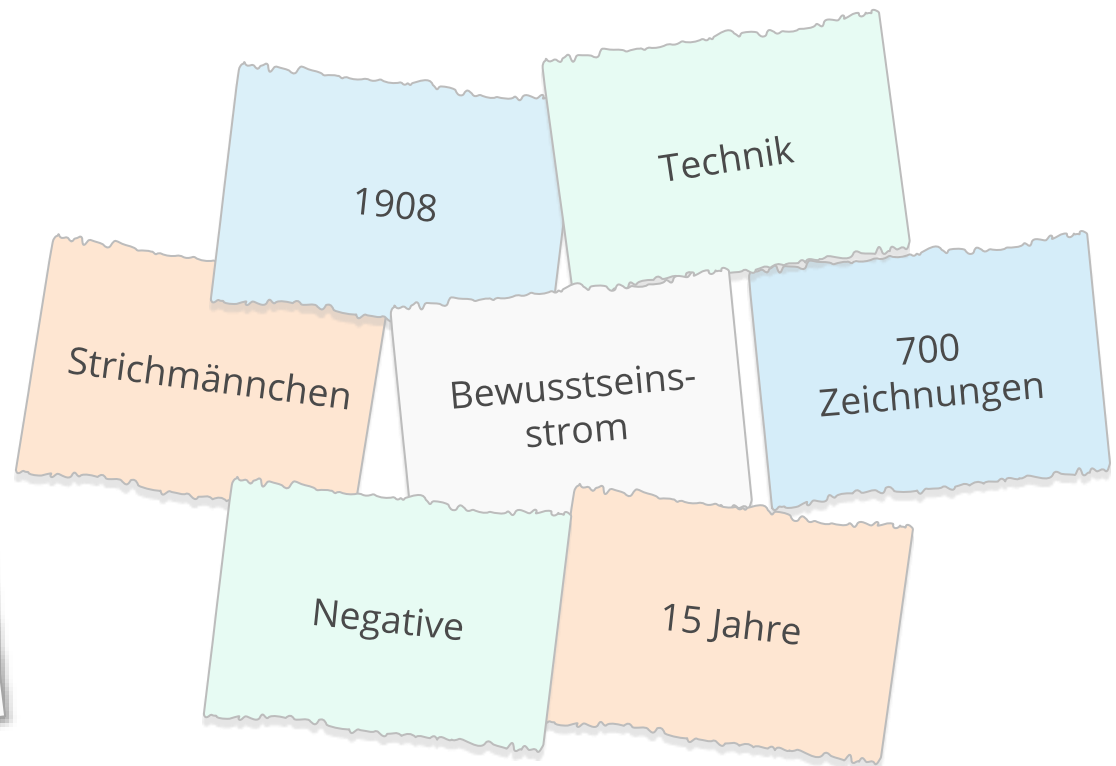 1908
Technik
Strichmännchen
Bewusstseins-
strom
700
Zeichnungen
Negative
15 Jahre